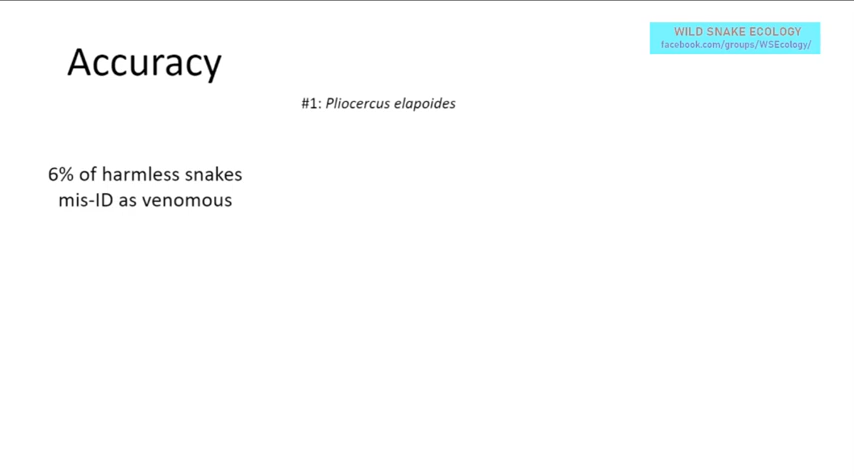 WILD SNAKE ECOLOGY
facebook.com/groups/WSEcology/
Accuracy
#1: Pliocercus elapoides
6% of harmless snakes
mis-ID as venomous